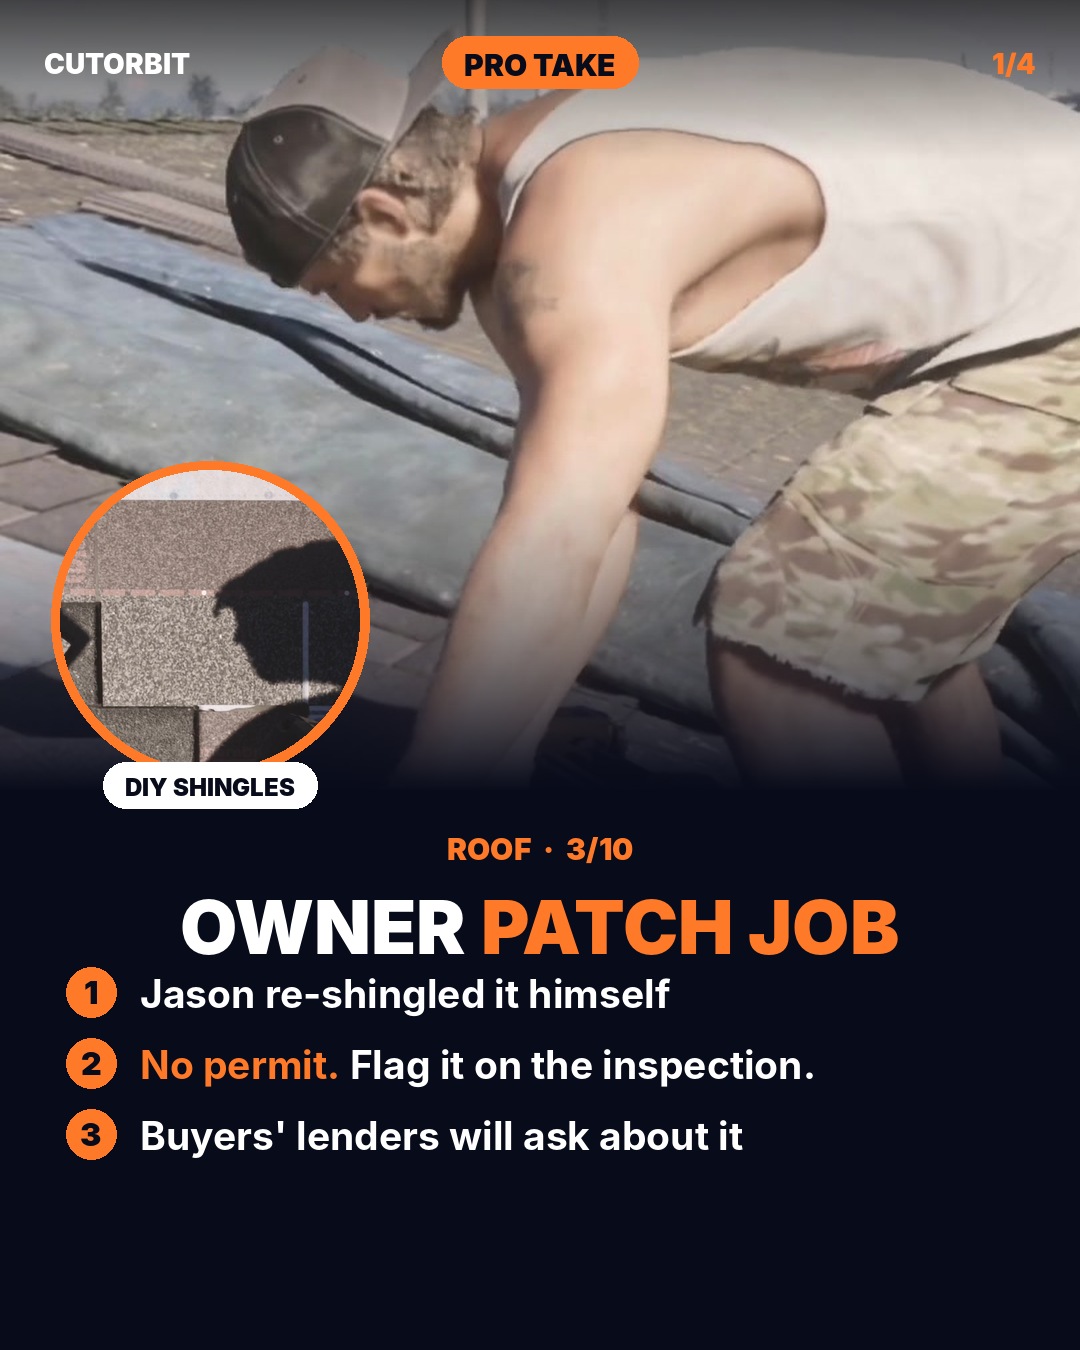 CUTORBIT
PRO TAKE
1/4
DIY SHINGLES
ROOF · 3/10
OWNER PATCH JOB
1 Jason re-shingled it himself
2 No permit. Flag it on the inspection.
3 Buyers' lenders will ask about it